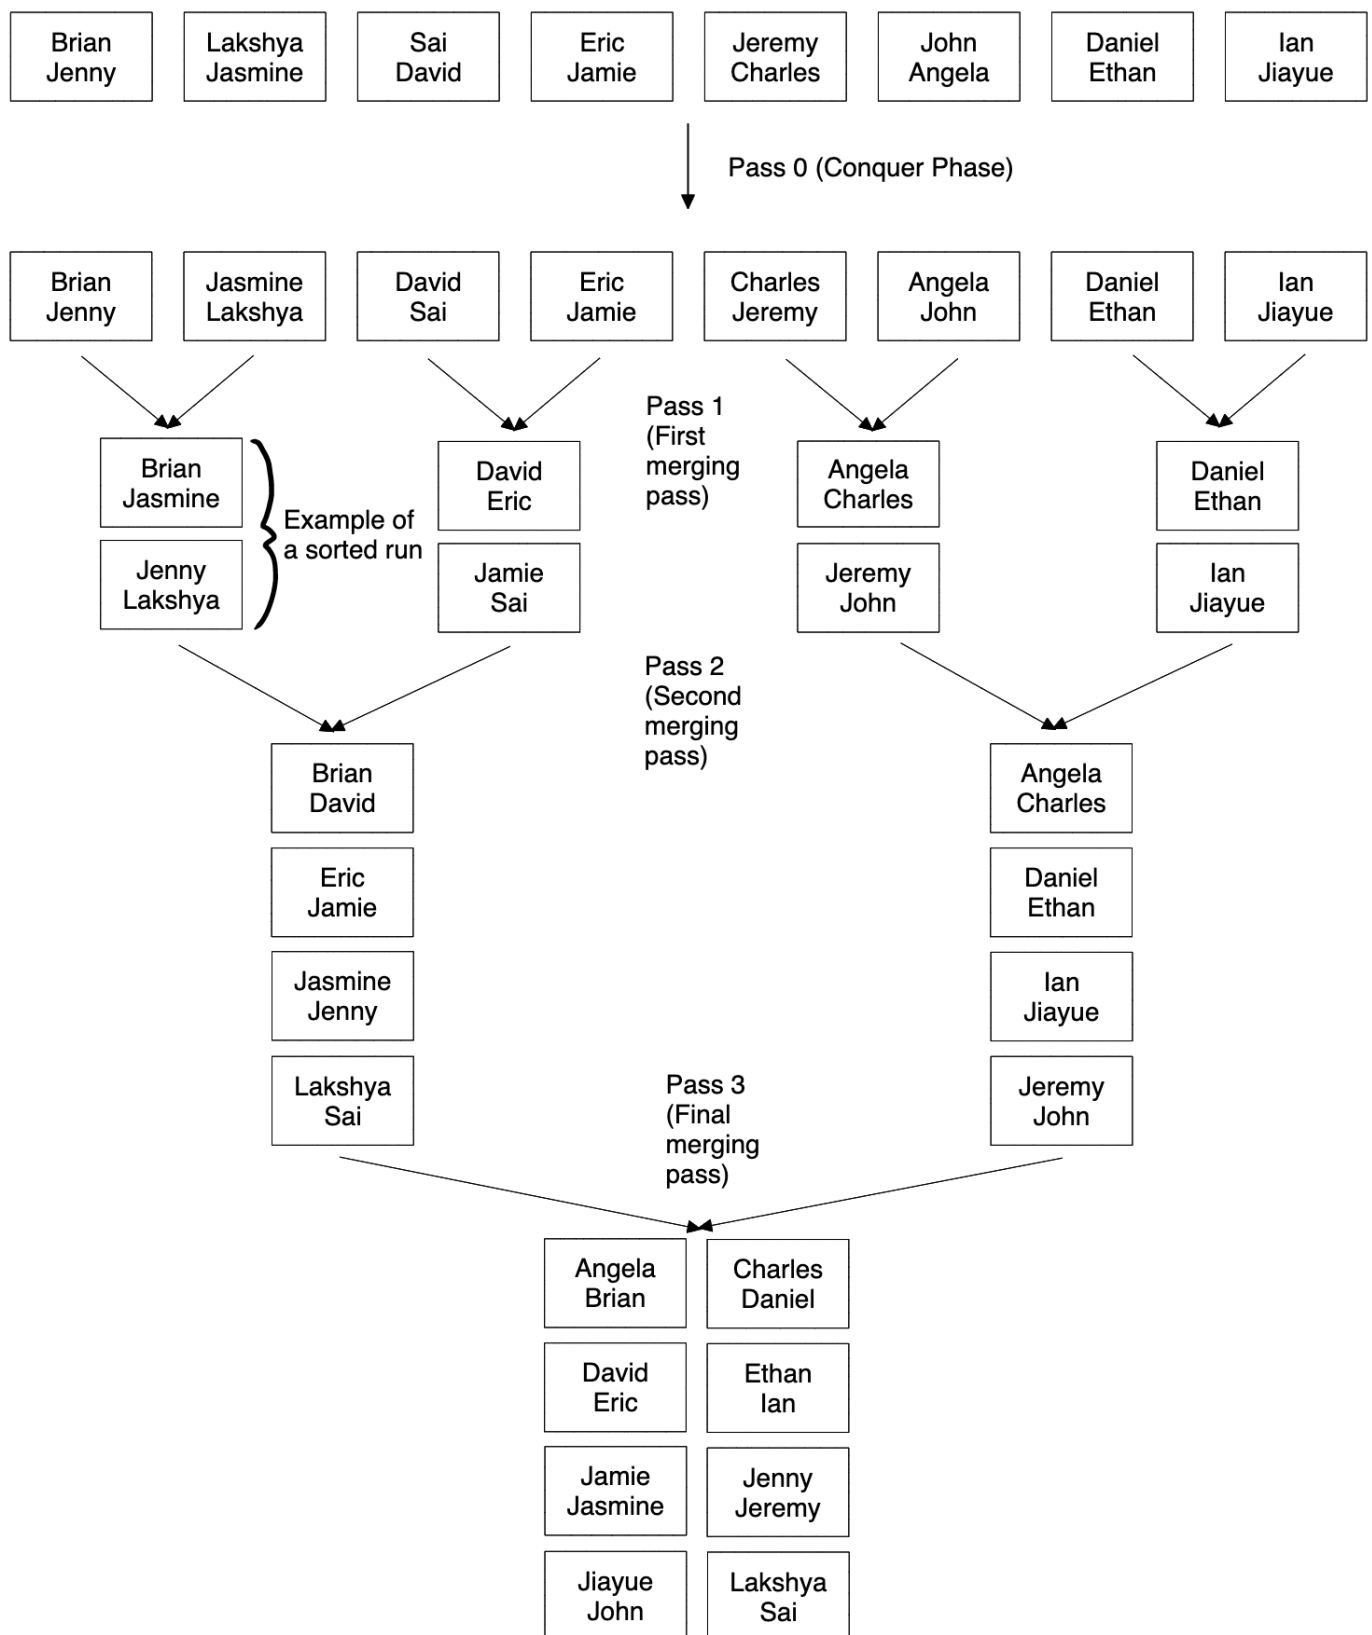 Brian
Jenny
Lakshya
Jasmine
Sai
David
Eric
Jamie
Jeremy
Charles
John
Angela
Daniel
Ethan
Ian
Jiayue
Pass 0 (Conquer Phase)
Brian
Jenny
Jasmine
Lakshya
David
Sai
Eric
Jamie
Charles
Jeremy
Angela
John
Daniel
Ethan
Ian
Jiayue
Pass 1
(First
merging
pass)
Brian
Jasmine
Jenny
Lakshya
Example of
a sorted run
David
Eric
Jamie
Sai
Angela
Charles
Jeremy
John
Daniel
Ethan
Ian
Jiayue
Pass 2
(Second
merging
pass)
Brian
David
Eric
Jamie
Jasmine
Jenny
Lakshya
Sai
Angela
Charles
Daniel
Ethan
Ian
Jiayue
Jeremy
John
Pass 3
(Final
merging
pass)
Angela
Brian
Charles
Daniel
David
Eric
Ethan
Ian
Jamie
Jasmine
Jenny
Jeremy
Jiayue
John
Lakshya
Sai